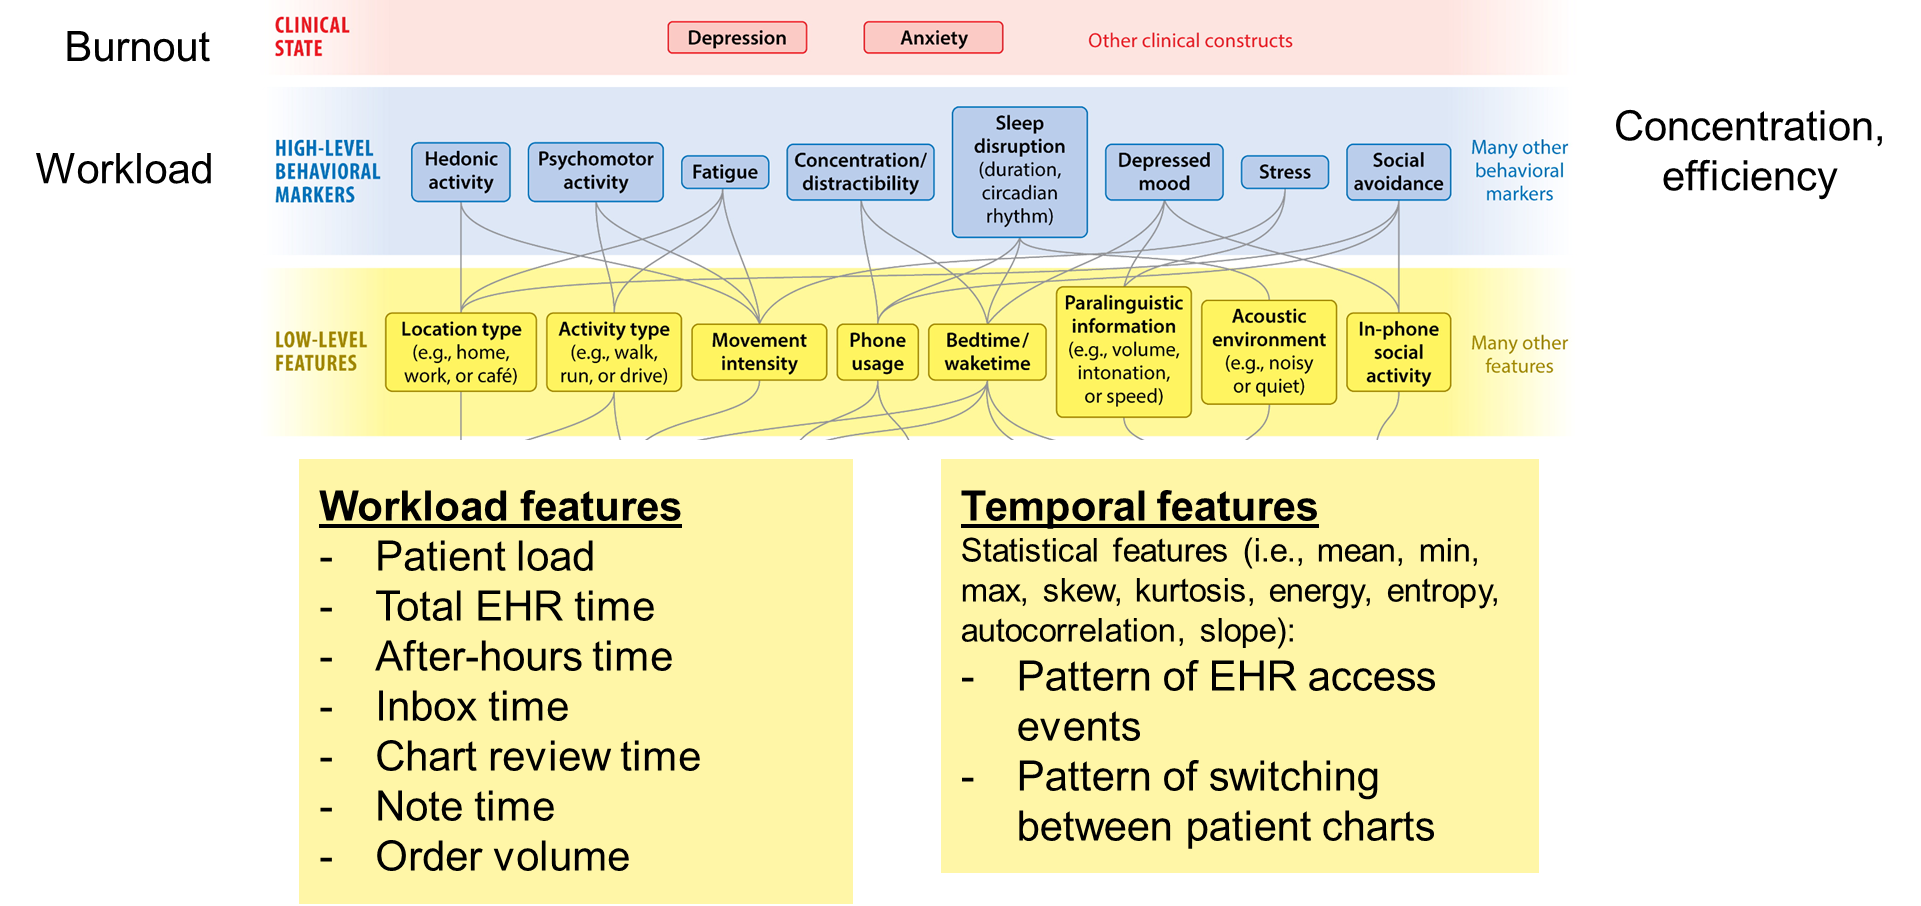 Burnout
CLINICAL
STATE
Depression
Anxiety
Other clinical constructs
Workload
HIGH-LEVEL
BEHAVIORAL
MARKERS
Hedonic
activity
Psychomotor
activity
Fatigue
Concentration/
distractibility
Sleep
disruption
(duration,
circadian
rhythm)
Depressed
mood
Stress
Social
avoidance
Many other
behavioral
markers
Concentration,
efficiency
LOW-LEVEL
FEATURES
Location type
(e.g., home,
work, or café)
Activity type
(e.g., walk,
run, or drive)
Movement
intensity
Phone
usage
Bedtime/
waketime
Paralinguistic
information
(e.g., volume,
intonation,
or speed)
Acoustic
environment
(e.g., noisy
or quiet)
In-phone
social
activity
Many other
features
Workload features
- Patient load
- Total EHR time
- After-hours time
- Inbox time
- Chart review time
- Note time
- Order volume
Temporal features
Statistical features (i.e., mean, min,
max, skew, kurtosis, energy, entropy,
autocorrelation, slope):
- Pattern of EHR access
events
- Pattern of switching
between patient charts